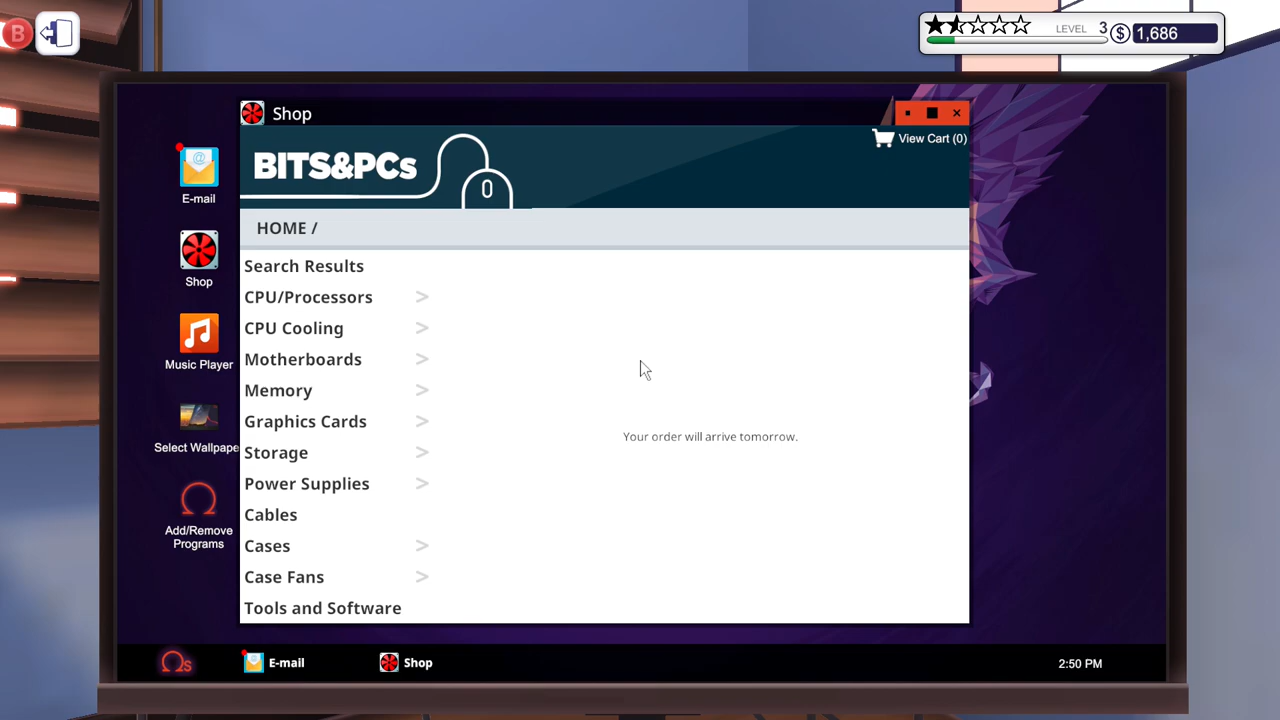 B
LEVEL 3 $ 1,686
Shop
View Cart (0)
BITS&PCs
HOME /
E-mail
Shop
Music Player
Select Wallpape
Add/Remove
Programs
Search Results
CPU/Processors >
CPU Cooling >
Motherboards >
Memory >
Graphics Cards >
Storage >
Power Supplies >
Cables
Cases >
Case Fans >
Tools and Software
Your order will arrive tomorrow.
Ωs E-mail Shop 2:50 PM